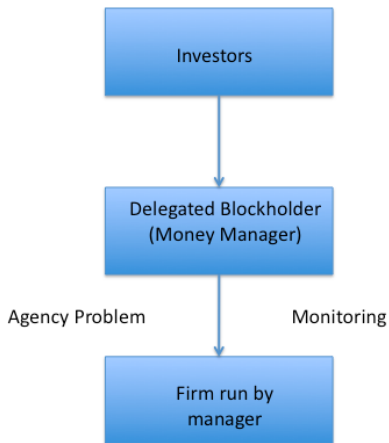 Investors
Delegated Blockholder
(Money Manager)
Agency Problem
Monitoring
Firm run by
manager